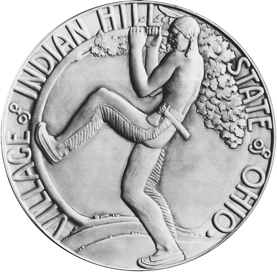 VILLAGE of INDIAN HILL
STATE of OHIO.